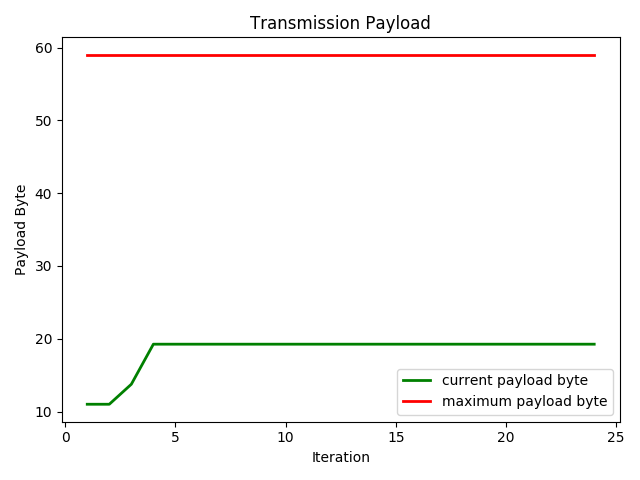 Transmission Payload
60
50
40
30
20
10
Payload Byte
0
5
10
15
20
25
Iteration
current payload byte
maximum payload byte